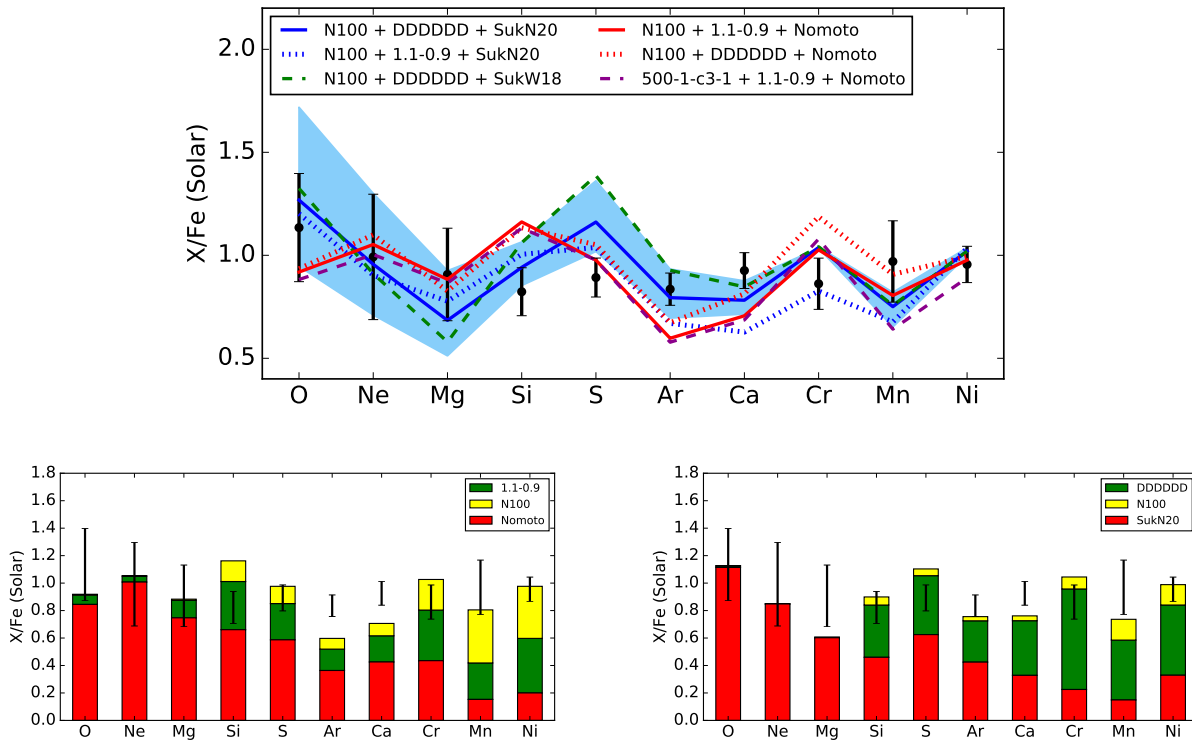 N100 + DDDDDD + SukN20
N100 + 1.1-0.9 + SukN20
N100 + DDDDDD + SukW18
N100 + 1.1-0.9 + Nomoto
N100 + DDDDDD + Nomoto
500-1-c3-1 + 1.1-0.9 + Nomoto
X/Fe (Solar)
2.0
1.5
1.0
0.5
O Ne Mg Si S Ar Ca Cr Mn Ni
X/Fe (Solar)
1.8
1.6
1.4
1.2
1.0
0.8
0.6
0.4
0.2
0.0
1.1-0.9
N100
Nomoto
O Ne Mg Si S Ar Ca Cr Mn Ni
X/Fe (Solar)
1.8
1.6
1.4
1.2
1.0
0.8
0.6
0.4
0.2
0.0
DDDDDD
N100
SukN20
O Ne Mg Si S Ar Ca Cr Mn Ni